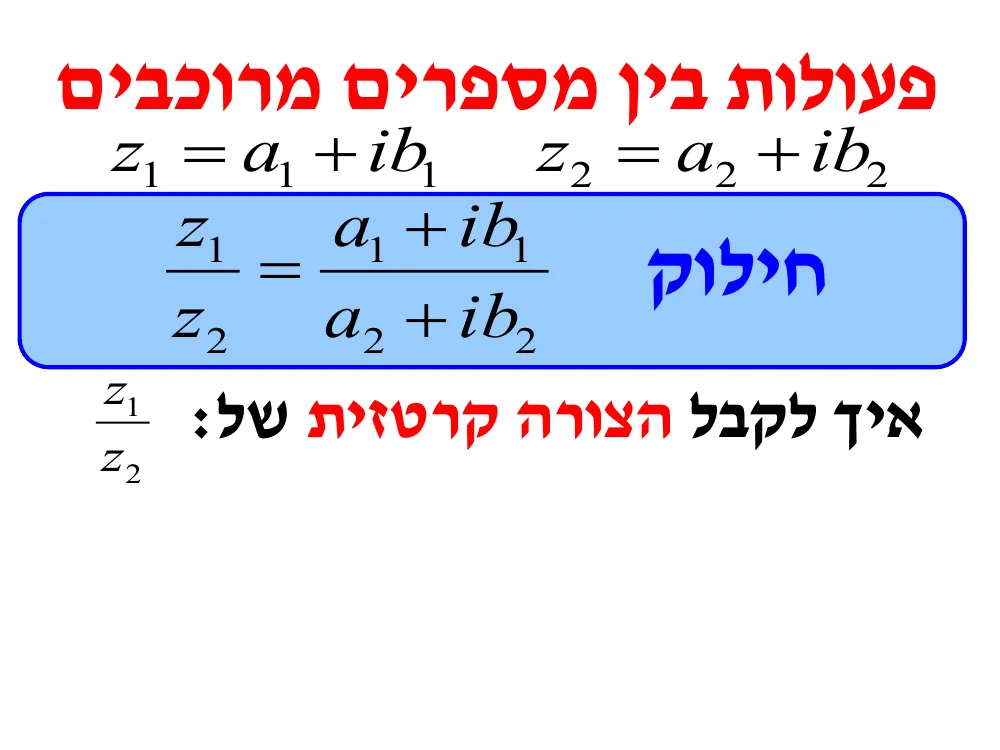 פעולות בין מספרים מרוכבים
z₁ = a₁ + ib₁   z₂ = a₂ + ib₂
חילוק   z₁/z₂ = (a₁ + ib₁)/(a₂ + ib₂)
איך לקבל הצורה קרטזית של: z₁/z₂